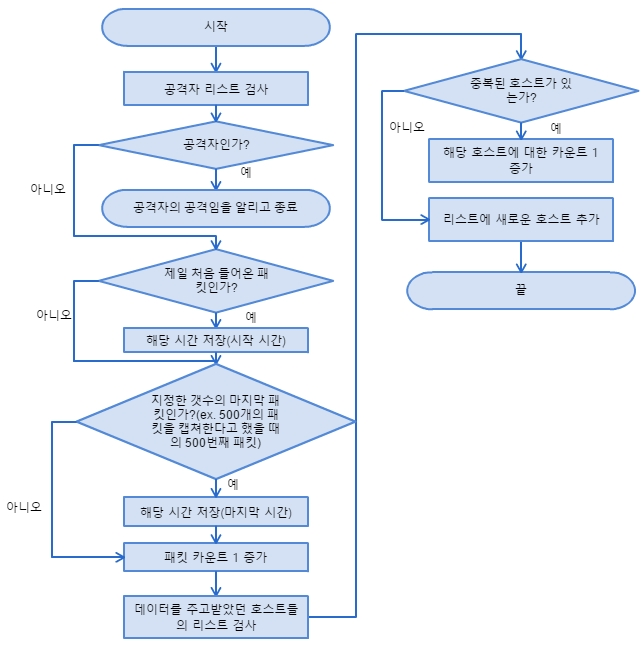 시작
공격자 리스트 검사
공격자인가?
예
아니오
공격자의 공격임을 알리고 종료
제일 처음 들어온 패
킷인가?
아니오
예
해당 시간 저장(시작 시간)
지정한 갯수의 마지막 패
킷인가?(ex. 500개의 패
킷을 캡쳐한다고 했을 때
의 500번째 패킷)
예
아니오
해당 시간 저장(마지막 시간)
패킷 카운트 1 증가
데이터를 주고받았던 호스트들
의 리스트 검사
중복된 호스트가 있
는가?
아니오
예
해당 호스트에 대한 카운트 1
증가
리스트에 새로운 호스트 추가
끝